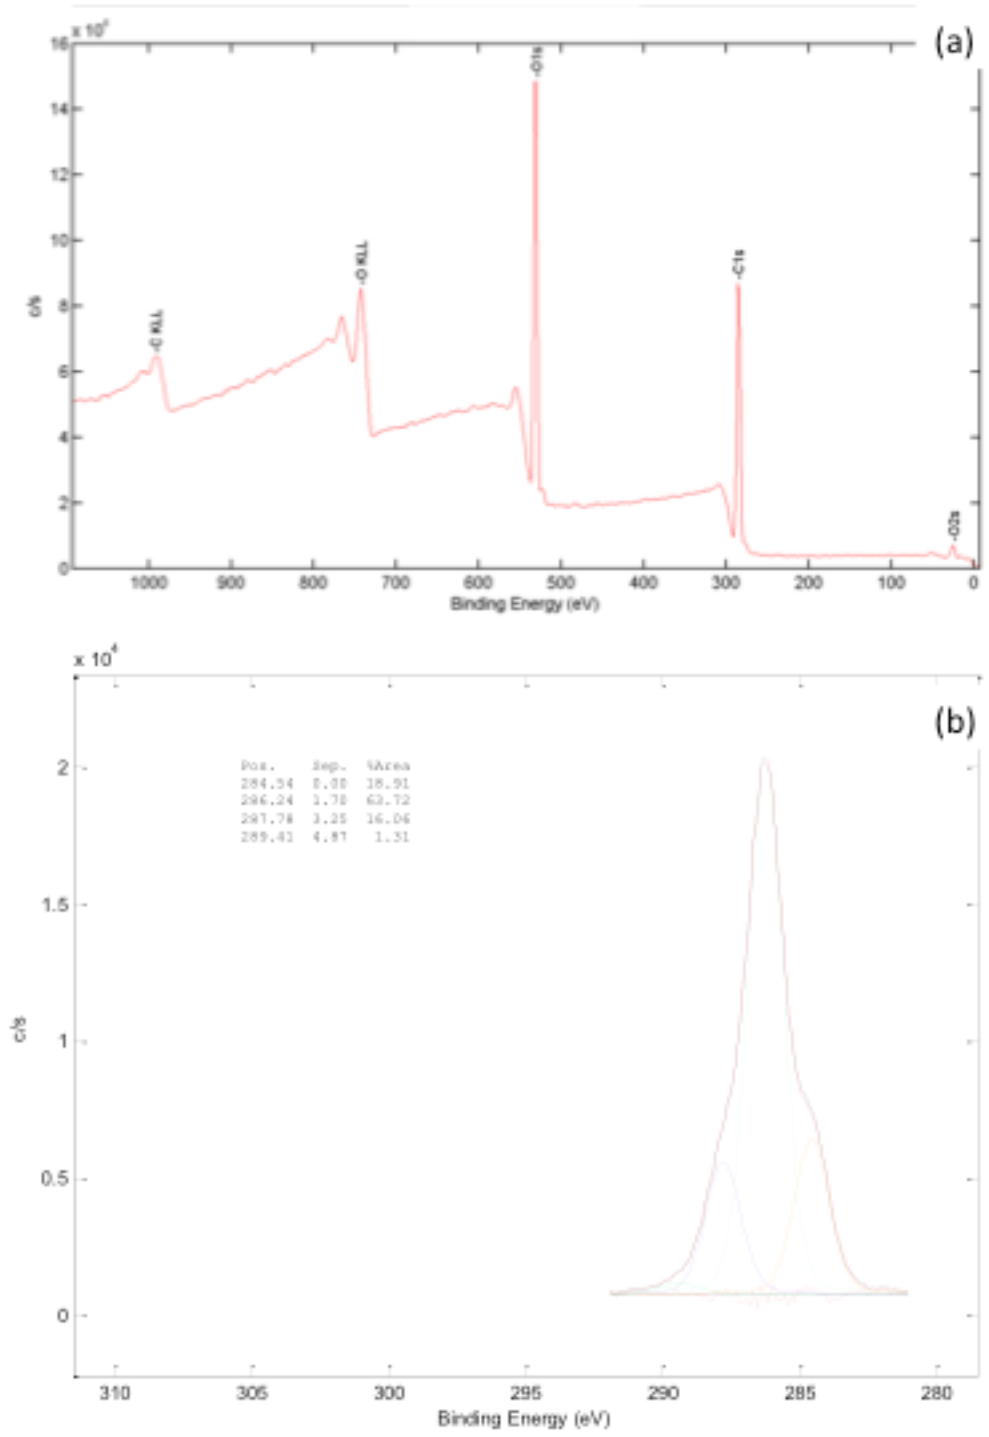 x 10⁴
(a)
16
14
12
10
8
6
4
2
0
c/s
-C KLL
-O KLL
-O1s
-C1s
-O2s
1000 900 800 700 600 500 400 300 200 100 0
Binding Energy (eV)
x 10⁴
(b)
Pos. Sep. %Area
284.54 0.00 18.91
286.24 1.70 63.72
287.78 3.25 16.06
289.41 4.87 1.31
2
1.5
1
0.5
0
c/s
310 305 300 295 290 285 280
Binding Energy (eV)